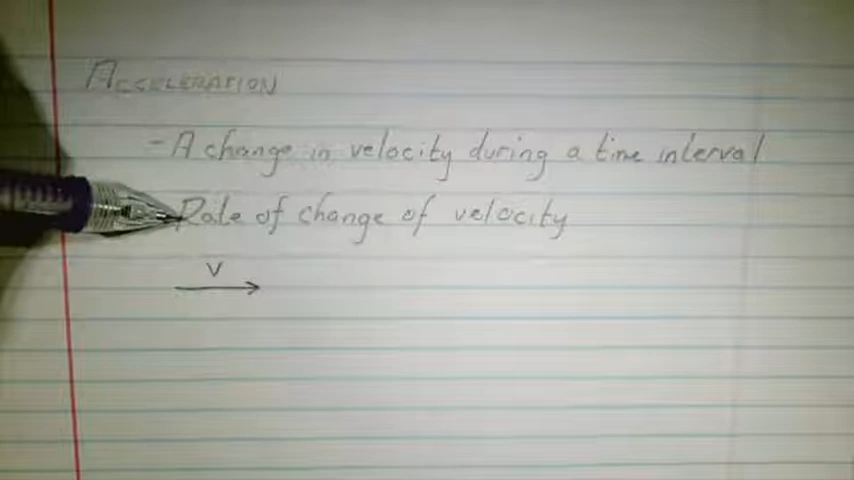 ACCELERATION
- A change in velocity during a time interval
Rate of change of velocity
V